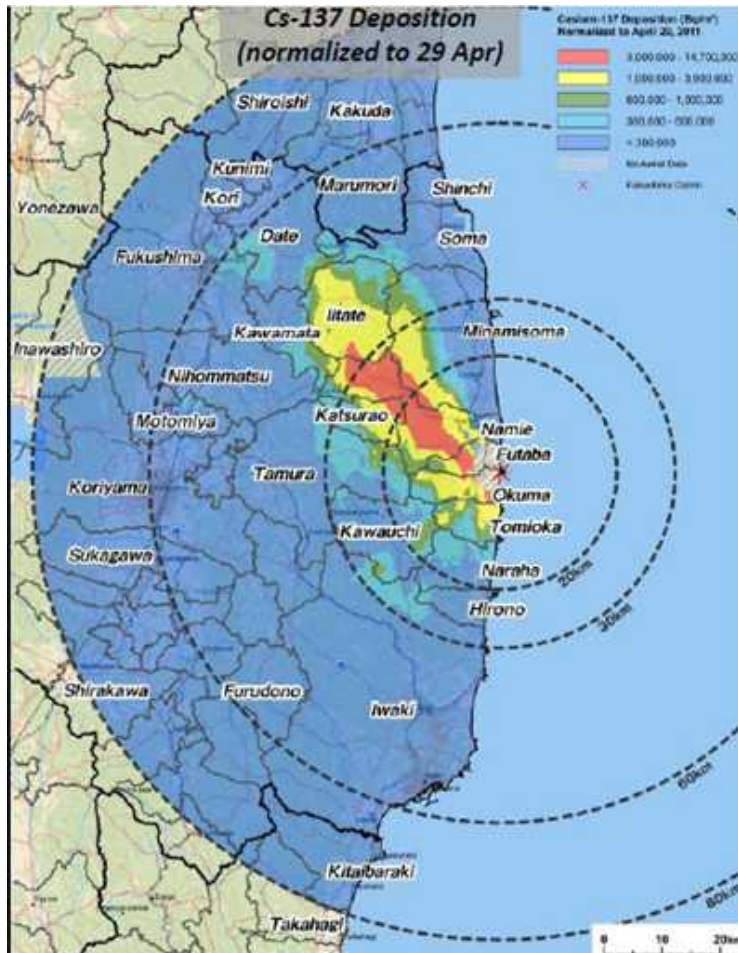 Cs-137 Deposition
(normalized to 29 Apr)
Cesium-137 Deposition (Bq/m²)
Normalized to April 29, 2011
3,000,000 - 14,700,000
1,000,000 - 3,000,000
600,000 - 1,000,000
300,000 - 600,000
< 300,000
No Aerial Data
Shiroishi
Kakuda
Kunimi
Kori
Marumori
Shinchi
Yonezawa
Date
Soma
Fukushima
Iitate
Kawamata
Minamisoma
Inawashiro
Nihommatsu
Motomiya
Katsurao
Namie
Futaba
Koriyama
Tamura
Okuma
Kawauchi
Tomioka
Sukagawa
Naraha
20km
Hirono
30km
Shirakawa
Furudono
Iwaki
60km
Kitaibaraki
80km
Takahagi
0 10 20